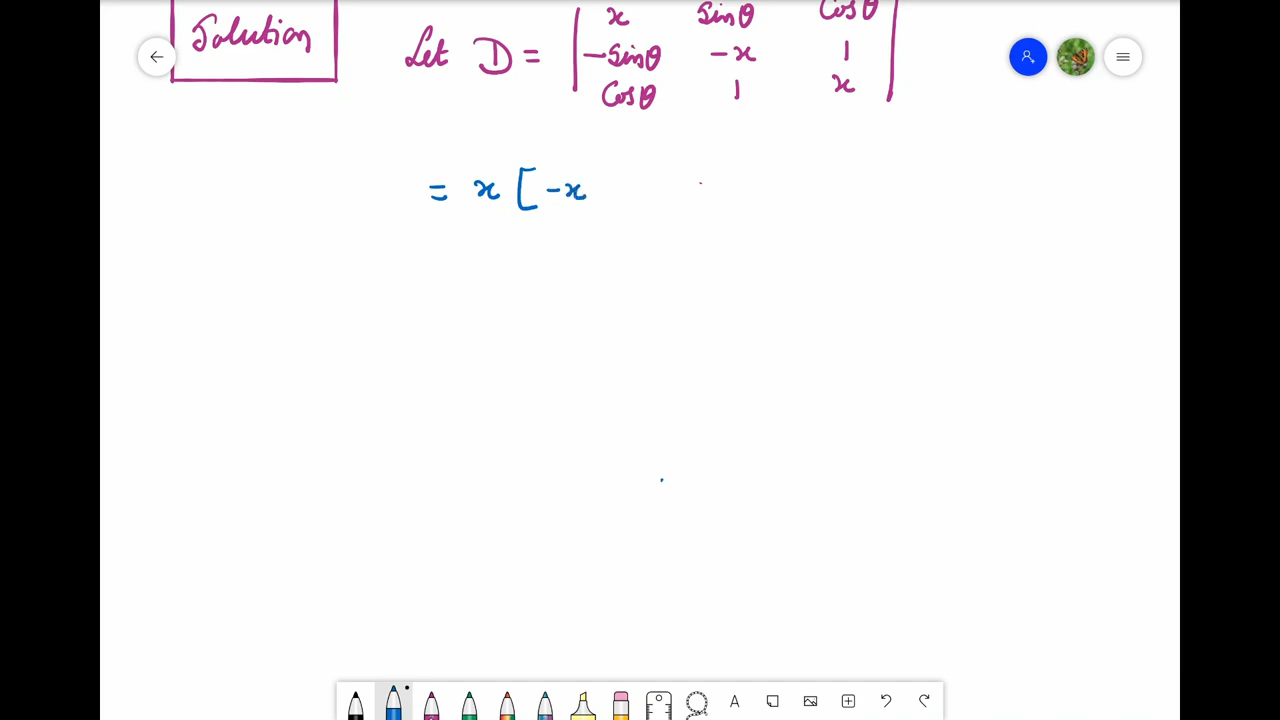 Solution
Let D = | x sinθ cosθ |
| -sinθ -x 1 |
| cosθ 1 x |
= x [ -x
A